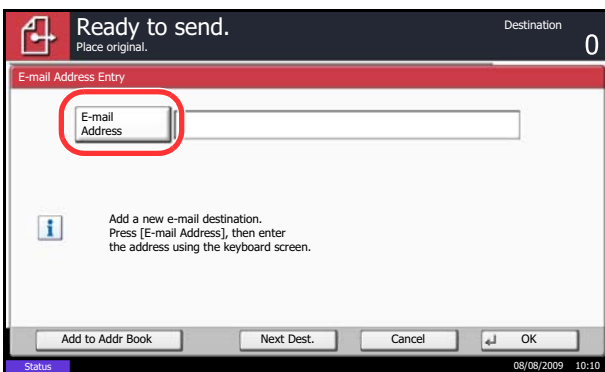 Ready to send.
Destination
Place original.
0
E-mail Address Entry
E-mail
Address
Add a new e-mail destination.
Press [E-mail Address], then enter
the address using the keyboard screen.
Add to Addr Book
Next Dest.
Cancel
OK
Status
08/08/2009 10:10